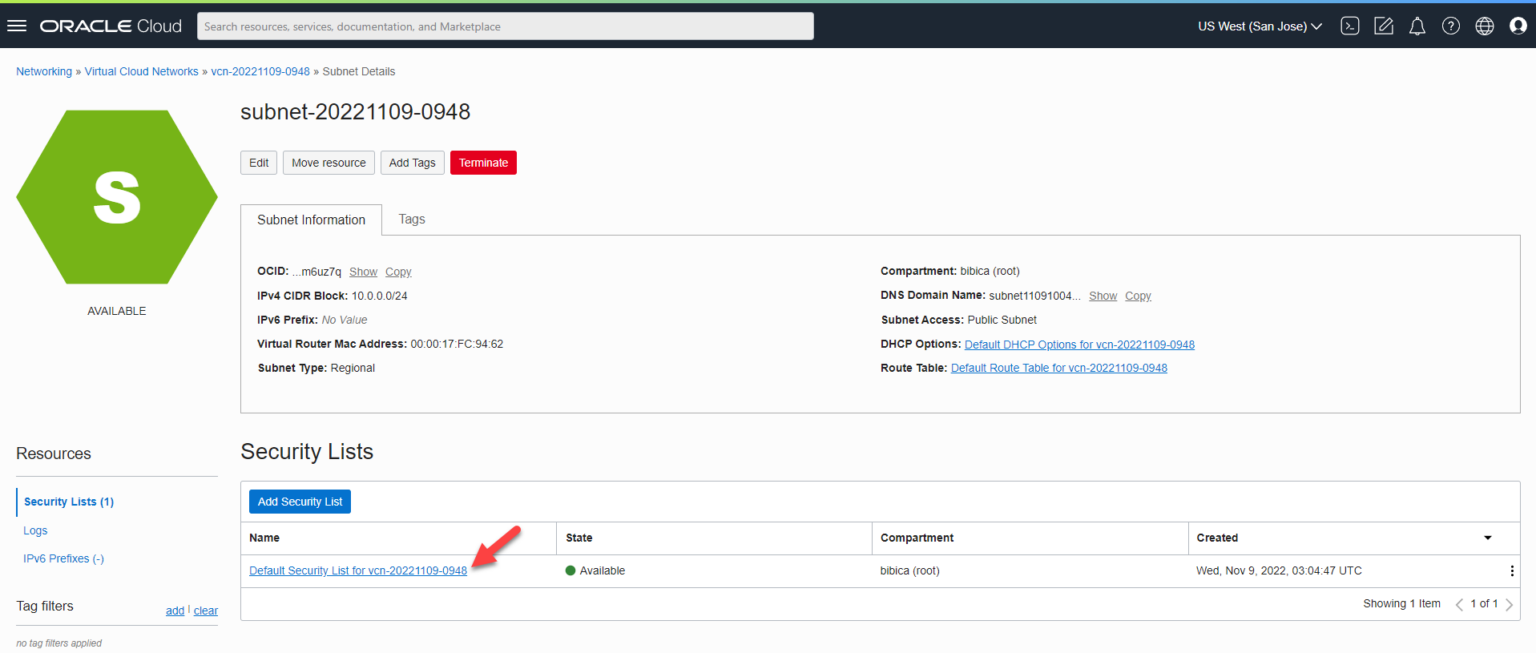 ORACLE Cloud
Search resources, services, documentation, and Marketplace
US West (San Jose)
Networking » Virtual Cloud Networks » vcn-20221109-0948 » Subnet Details
S
AVAILABLE
subnet-20221109-0948
Edit Move resource Add Tags Terminate
Subnet Information Tags
OCID: ...m6uz7q Show Copy
IPv4 CIDR Block: 10.0.0.0/24
IPv6 Prefix: No Value
Virtual Router Mac Address: 00:00:17:FC:94:62
Subnet Type: Regional
Compartment: bibica (root)
DNS Domain Name: subnet11091004... Show Copy
Subnet Access: Public Subnet
DHCP Options: Default DHCP Options for vcn-20221109-0948
Route Table: Default Route Table for vcn-20221109-0948
Resources
Security Lists (1)
Logs
IPv6 Prefixes (-)
Tag filters add | clear
no tag filters applied
Security Lists
Add Security List
Name State Compartment Created
Default Security List for vcn-20221109-0948 Available bibica (root) Wed, Nov 9, 2022, 03:04:47 UTC
Showing 1 Item < 1 of 1 >